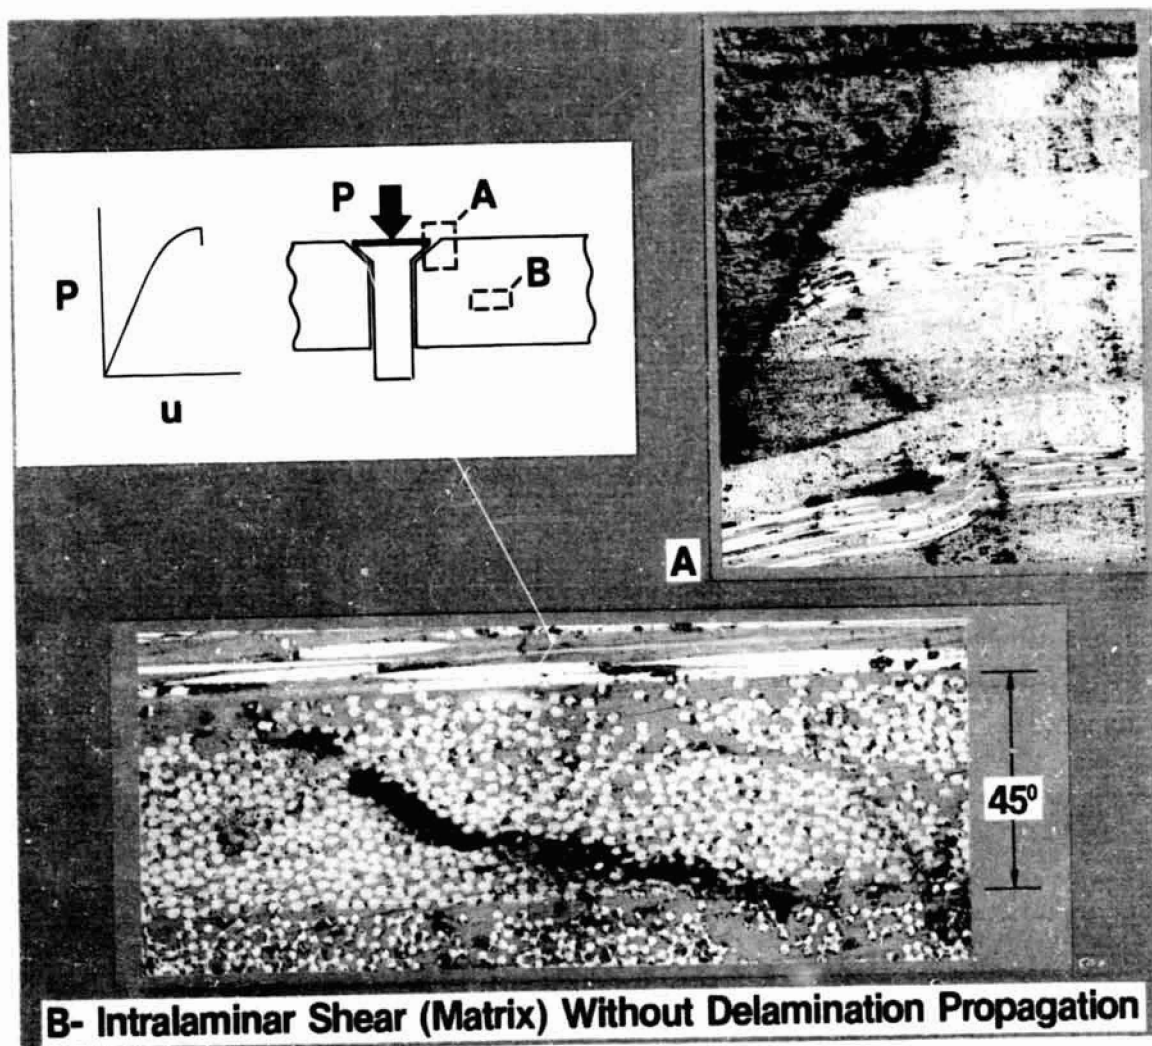 P
A
B
P
u
A
45⁰
B- Intralaminar Shear (Matrix) Without Delamination Propagation